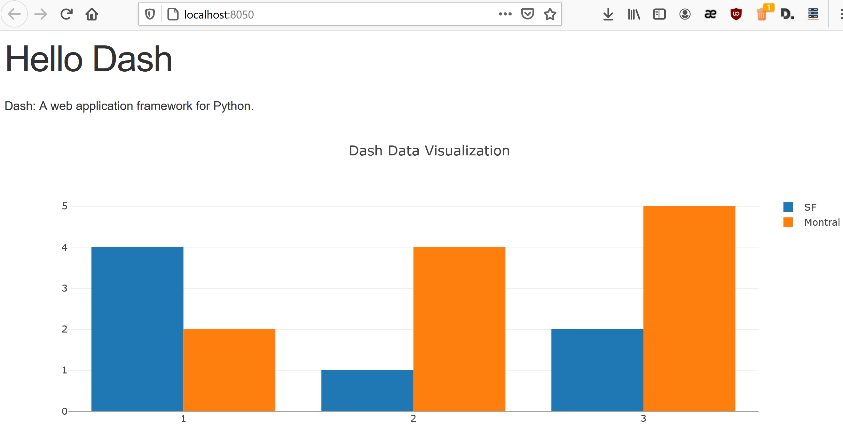 localhost:8050
1
Hello Dash
Dash: A web application framework for Python.
Dash Data Visualization
5
4
3
2
1
0
1
2
3
SF
Montral